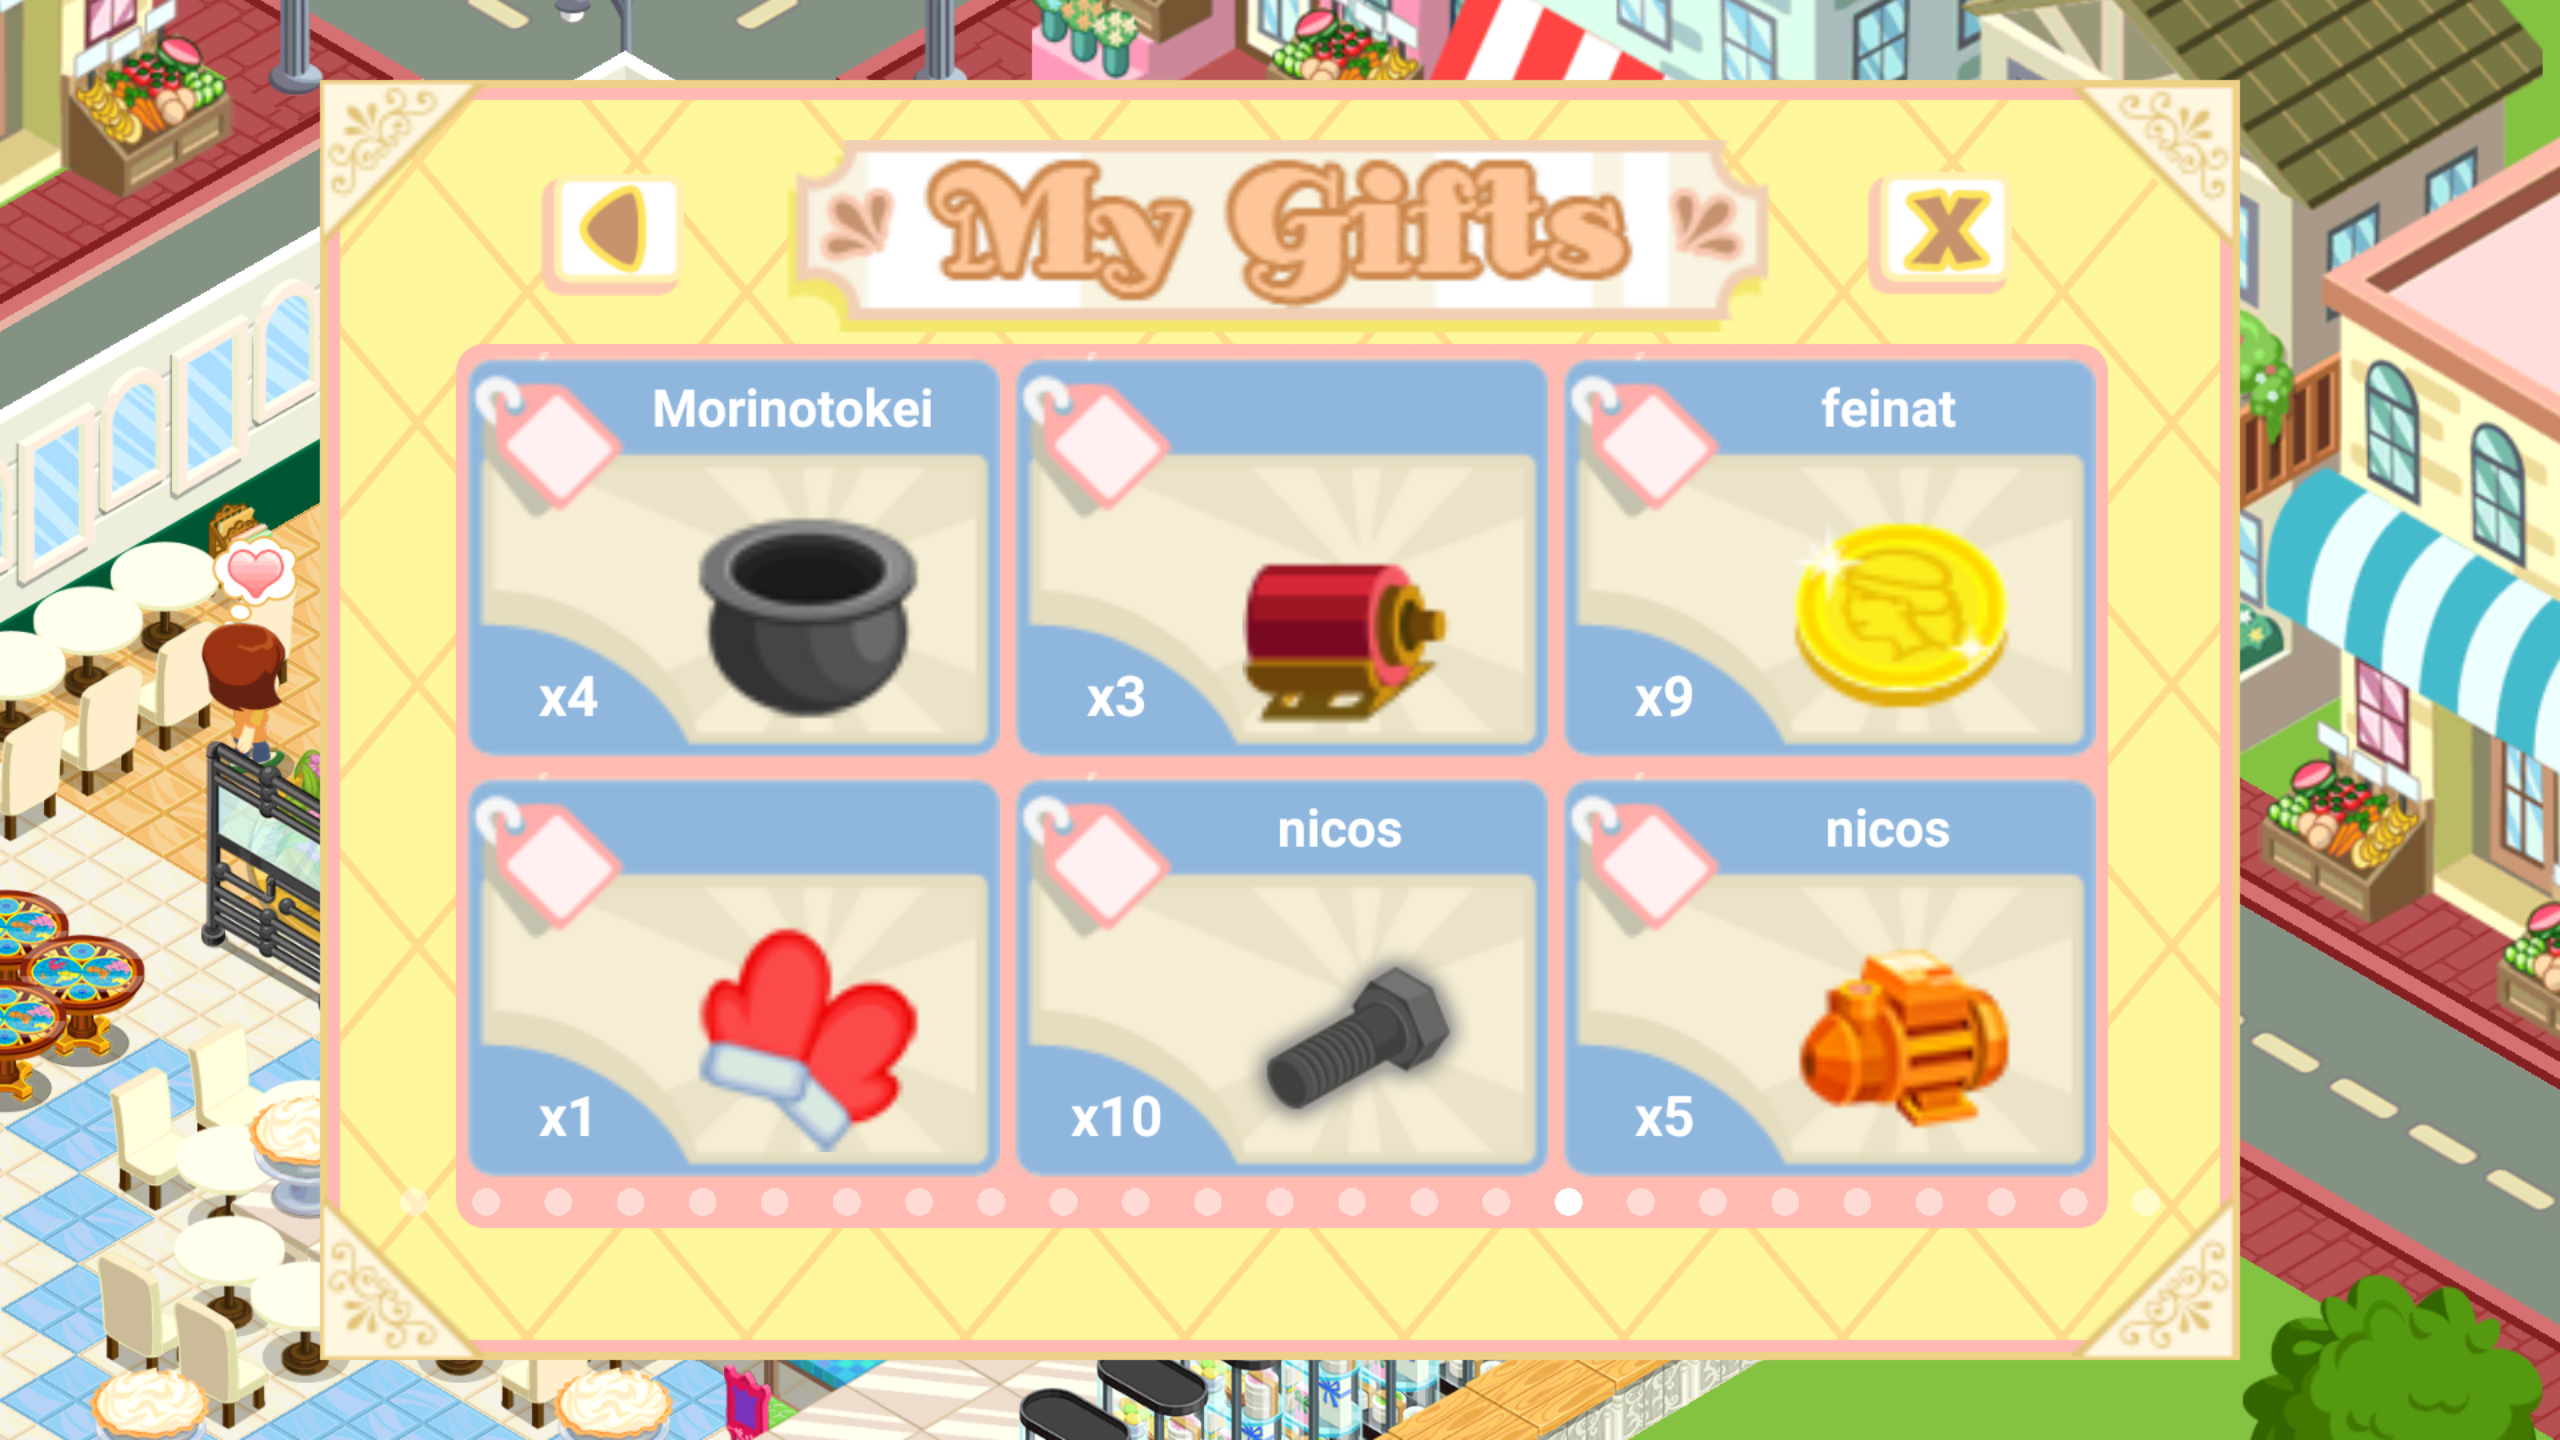 My Gifts
X
Morinotokei
x4
x3
feinat
x9
x1
nicos
x10
nicos
x5